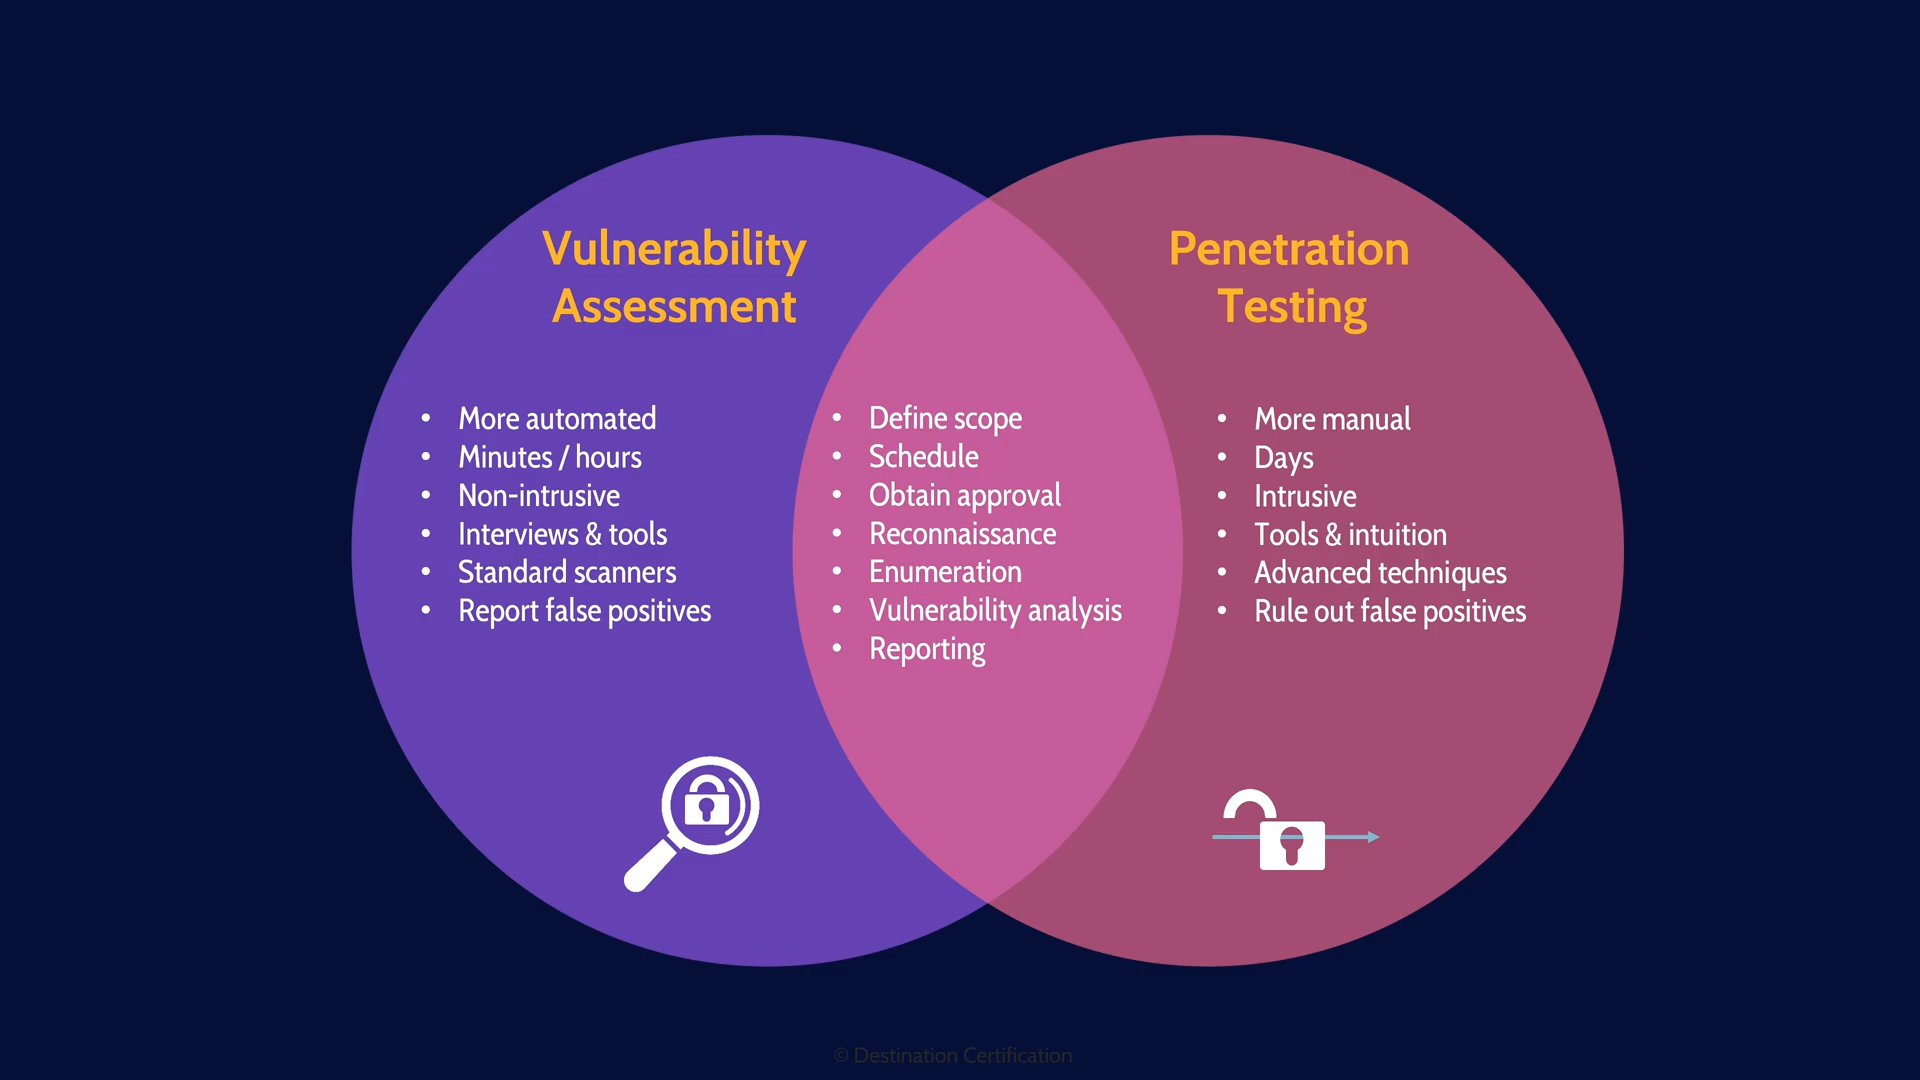 Vulnerability
Assessment
• More automated
• Minutes / hours
• Non-intrusive
• Interviews & tools
• Standard scanners
• Report false positives
• Define scope
• Schedule
• Obtain approval
• Reconnaissance
• Enumeration
• Vulnerability analysis
• Reporting
Penetration
Testing
• More manual
• Days
• Intrusive
• Tools & intuition
• Advanced techniques
• Rule out false positives
© Destination Certification